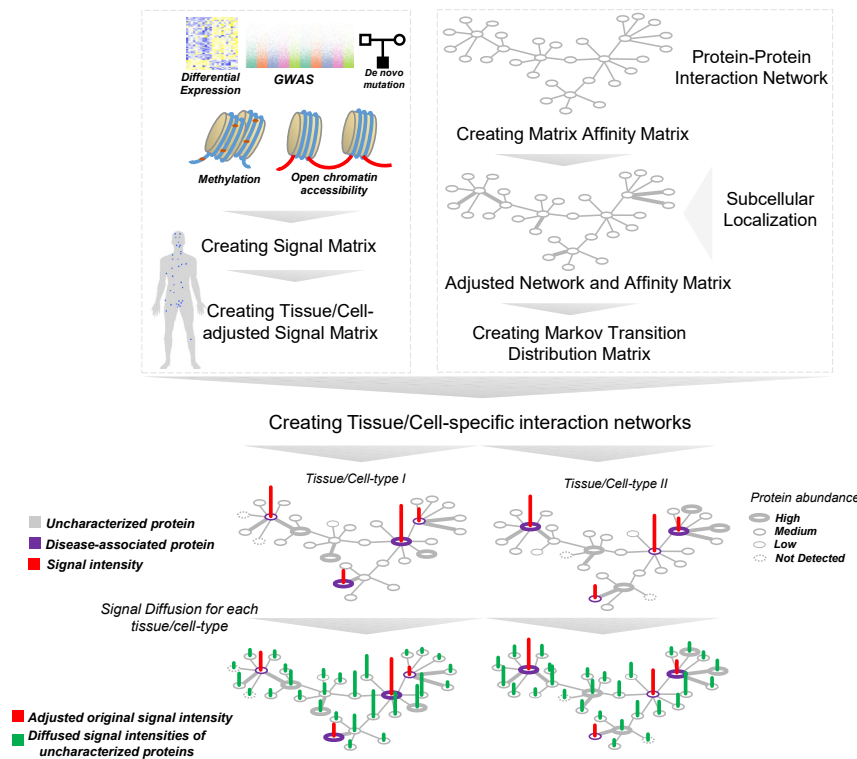 Differential
Expression
GWAS
De novo
mutation
Methylation
Open chromatin
accessibility
Creating Signal Matrix
Creating Tissue/Cell-
adjusted Signal Matrix
Protein-Protein
Interaction Network
Creating Matrix Affinity Matrix
Subcellular
Localization
Adjusted Network and Affinity Matrix
Creating Markov Transition
Distribution Matrix
Creating Tissue/Cell-specific interaction networks
Tissue/Cell-type I
Tissue/Cell-type II
Uncharacterized protein
Disease-associated protein
Signal intensity
Protein abundance
High
Medium
Low
Not Detected
Signal Diffusion for each
tissue/cell-type
Adjusted original signal intensity
Diffused signal intensities of
uncharacterized proteins